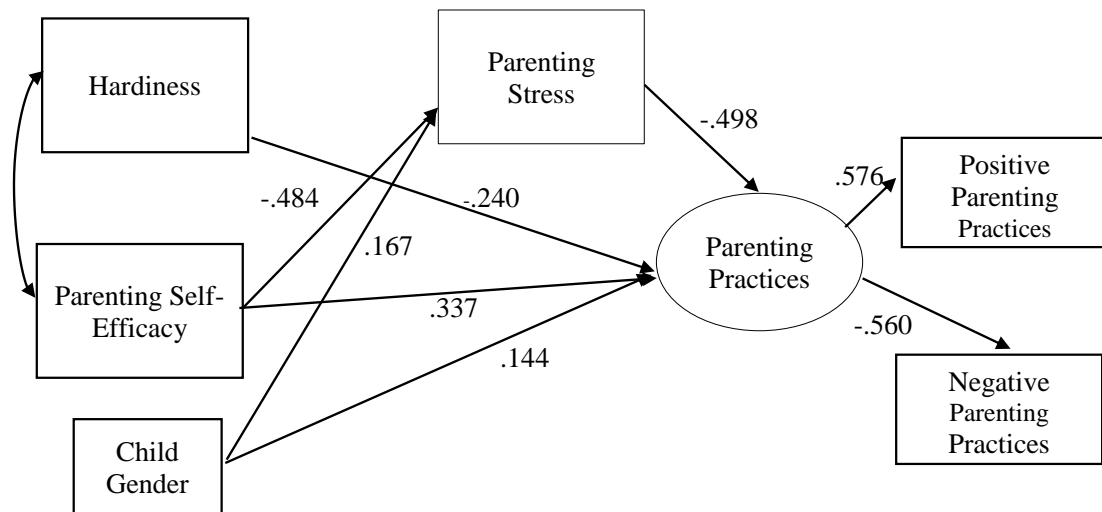 Hardiness
Parenting
Stress
-.498
Positive
Parenting
Practices
.576
-.484
-.240
.167
Parenting
Practices
Parenting Self-
Efficacy
.337
-.560
.144
Negative
Parenting
Practices
Child
Gender